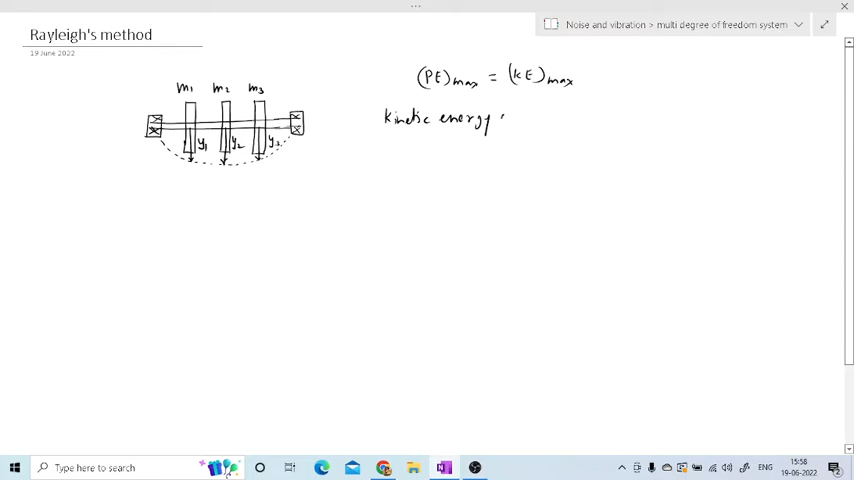 Rayleigh's method
19 June 2022
Noise and vibration > multi degree of freedom system
m1 m2 m3
y1 y2 y3
(PE)max = (KE)max
Kinetic energy
Type here to search
ENG
15:58
19-06-2022
2